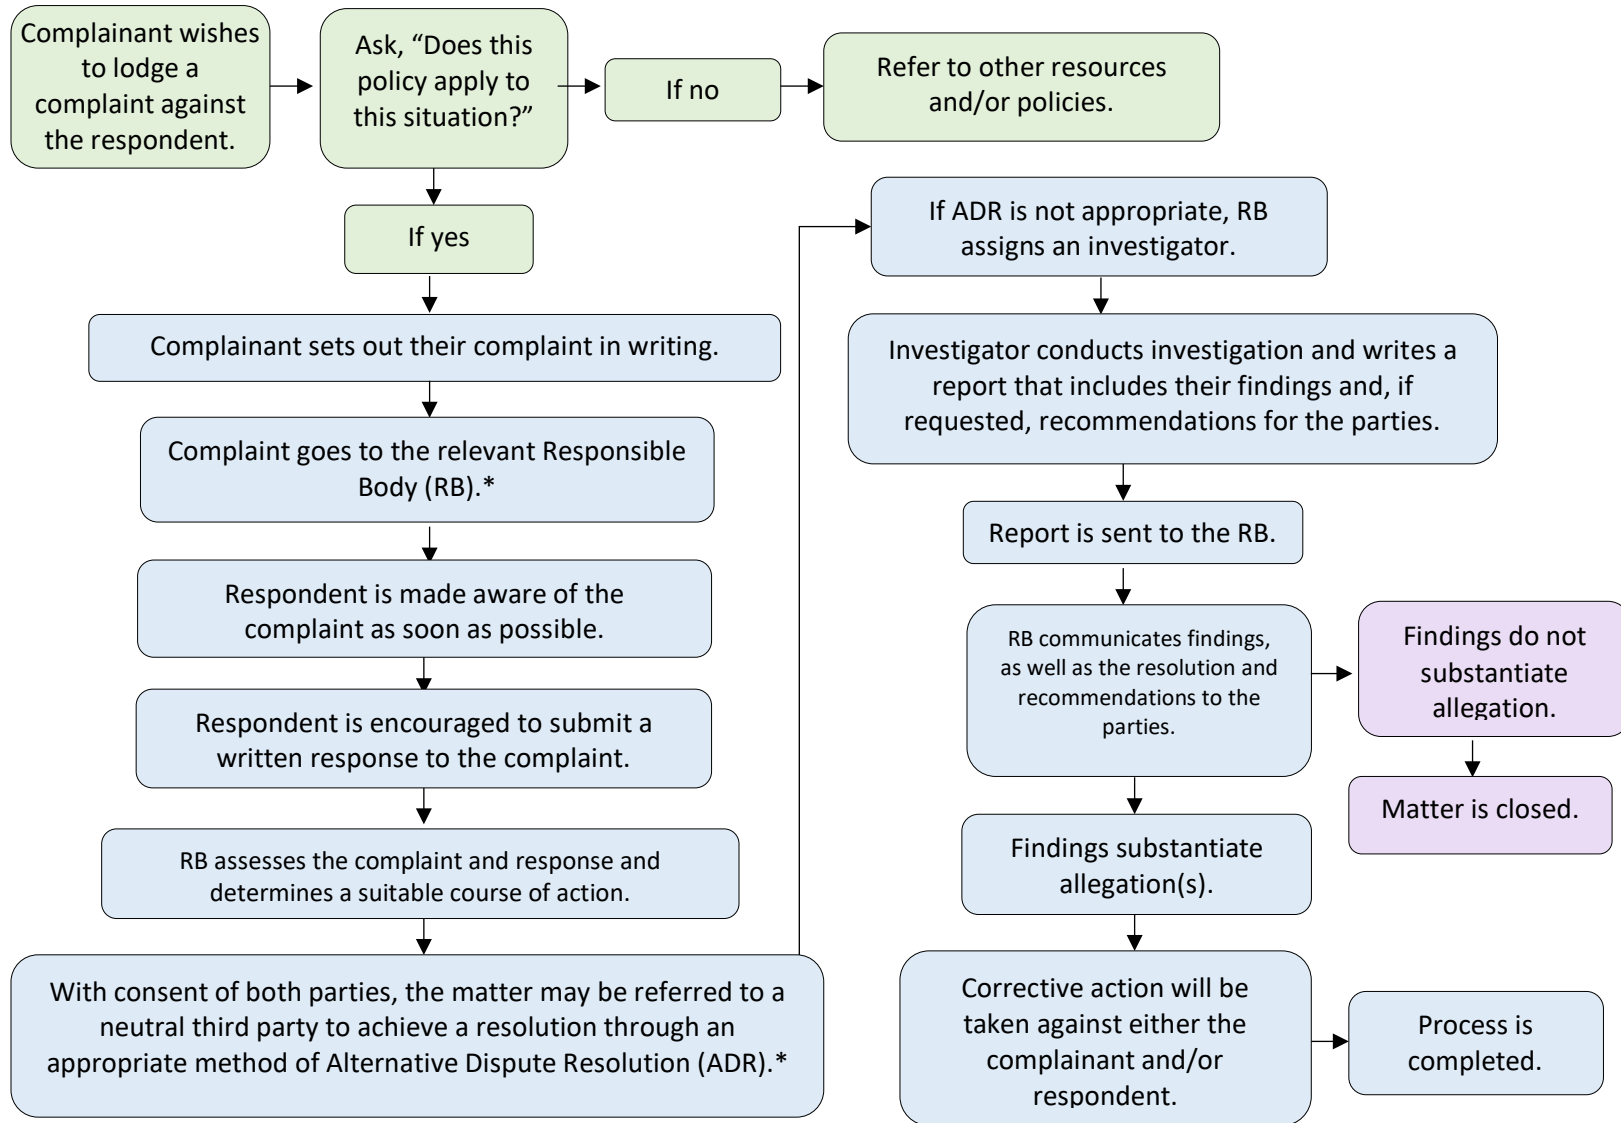 Complainant wishes
to lodge a
complaint against
the respondent.
Ask, “Does this
policy apply to
this situation?”
If no
Refer to other resources
and/or policies.
If yes
Complainant sets out their complaint in writing.
Complaint goes to the relevant Responsible
Body (RB).*
Respondent is made aware of the
complaint as soon as possible.
Respondent is encouraged to submit a
written response to the complaint.
RB assesses the complaint and response and
determines a suitable course of action.
With consent of both parties, the matter may be referred to a
neutral third party to achieve a resolution through an
appropriate method of Alternative Dispute Resolution (ADR).*
If ADR is not appropriate, RB
assigns an investigator.
Investigator conducts investigation and writes a
report that includes their findings and, if
requested, recommendations for the parties.
Report is sent to the RB.
RB communicates findings,
as well as the resolution and
recommendations to the
parties.
Findings do not
substantiate
allegation.
Matter is closed.
Findings substantiate
allegation(s).
Corrective action will be
taken against either the
complainant and/or
respondent.
Process is
completed.